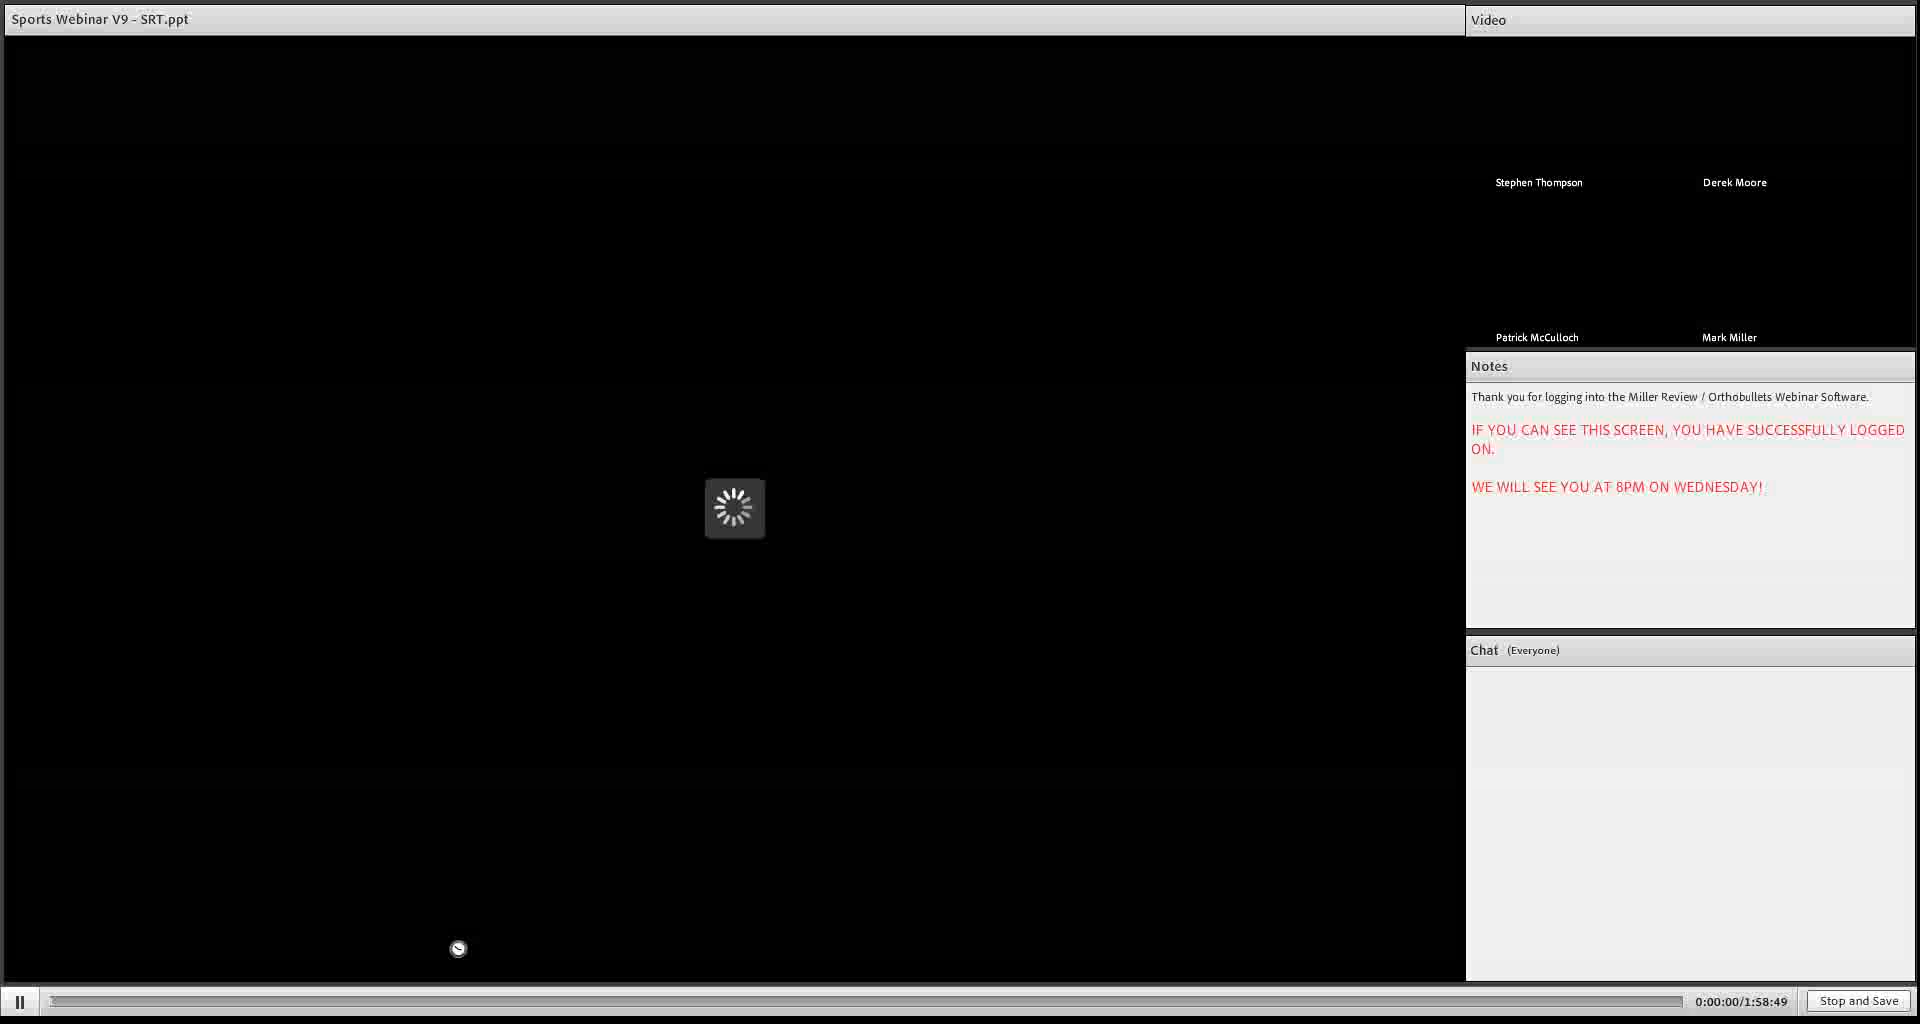 Sports Webinar V9 - SRT.ppt
Video
Stephen Thompson
Derek Moore
Patrick McCulloch
Mark Miller
Notes
Thank you for logging into the Miller Review / Orthobullets Webinar Software.
IF YOU CAN SEE THIS SCREEN, YOU HAVE SUCCESSFULLY LOGGED
ON.
WE WILL SEE YOU AT 8PM ON WEDNESDAY!
Chat (Everyone)
0:00:00/1:58:49
Stop and Save